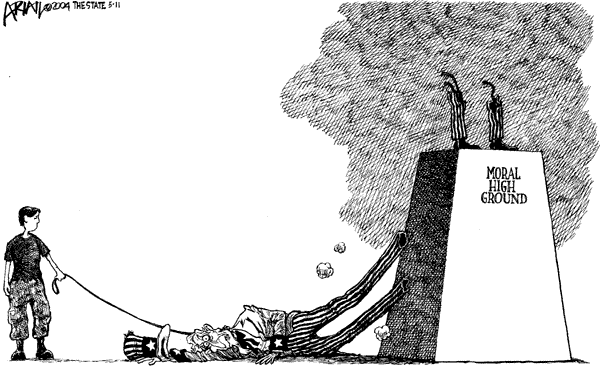 ARIAIL ©2004 THE STATE 5·11
MORAL
HIGH
GROUND